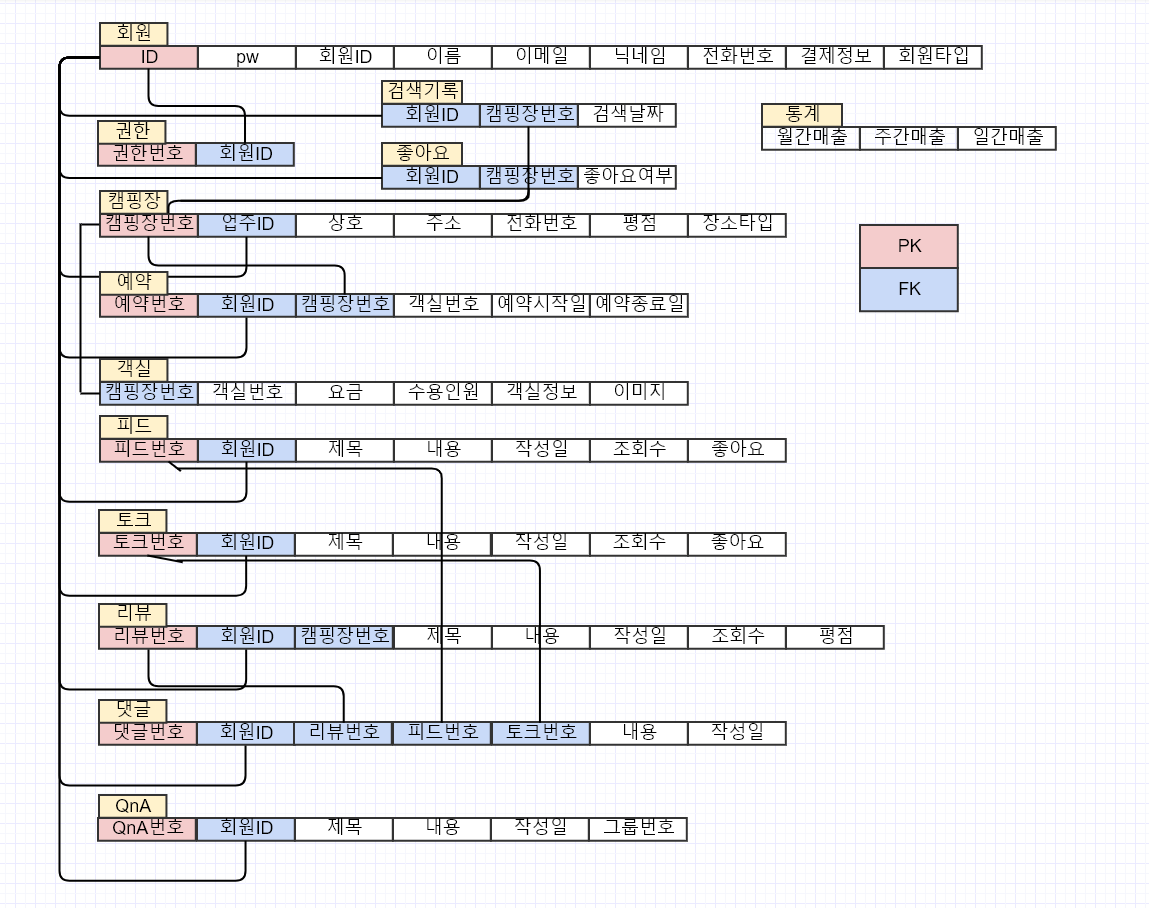 회원
ID pw 회원ID 이름 이메일 닉네임 전화번호 결제정보 회원타입
검색기록
회원ID 캠핑장번호 검색날짜
통계
월간매출 주간매출 일간매출
권한
권한번호 회원ID
좋아요
회원ID 캠핑장번호 좋아요여부
캠핑장
캠핑장번호 업주ID 상호 주소 전화번호 평점 장소타입
PK
FK
예약
예약번호 회원ID 캠핑장번호 객실번호 예약시작일 예약종료일
객실
캠핑장번호 객실번호 요금 수용인원 객실정보 이미지
피드
피드번호 회원ID 제목 내용 작성일 조회수 좋아요
토크
토크번호 회원ID 제목 내용 작성일 조회수 좋아요
리뷰
리뷰번호 회원ID 캠핑장번호 제목 내용 작성일 조회수 평점
댓글
댓글번호 회원ID 리뷰번호 피드번호 토크번호 내용 작성일
QnA
QnA번호 회원ID 제목 내용 작성일 그룹번호